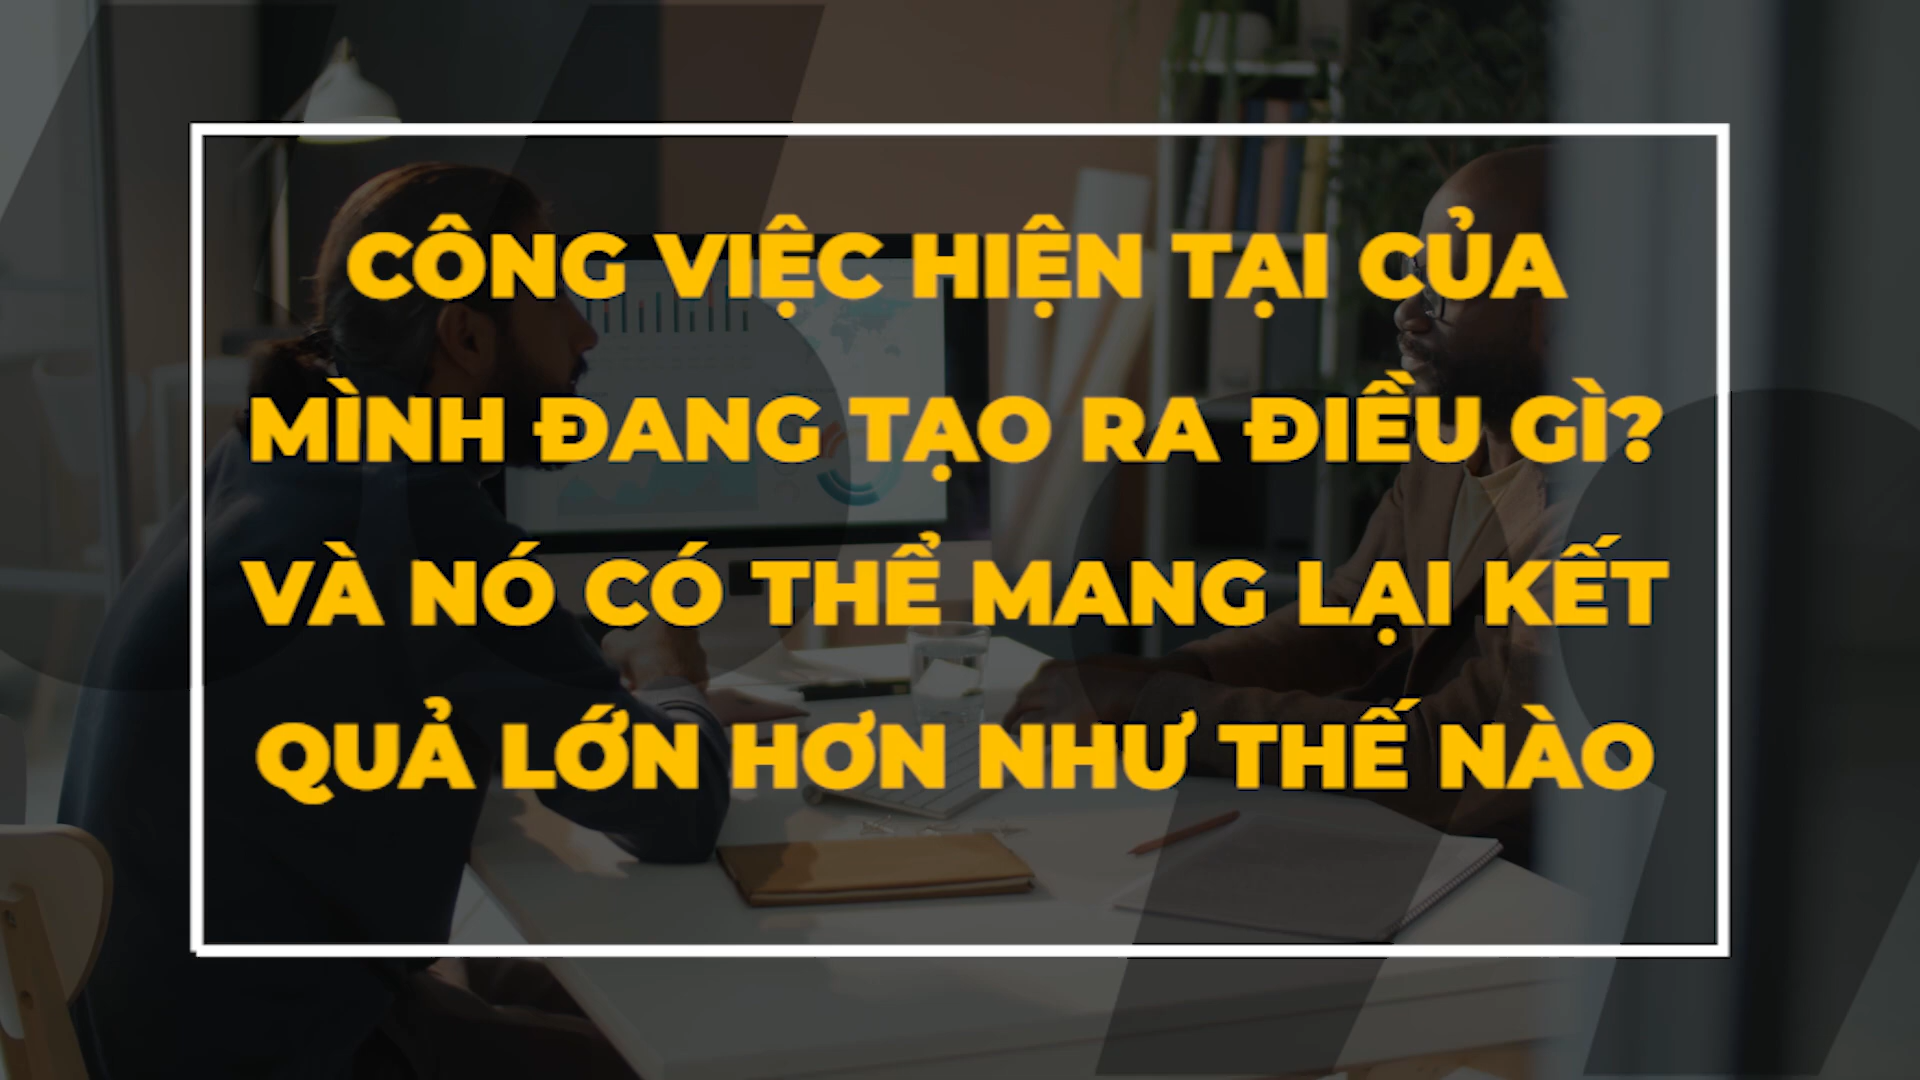 CÔNG VIỆC HIỆN TẠI CỦA
MÌNH ĐANG TẠO RA ĐIỀU GÌ?
VÀ NÓ CÓ THỂ MANG LẠI KẾT
QUẢ LỚN HƠN NHƯ THẾ NÀO